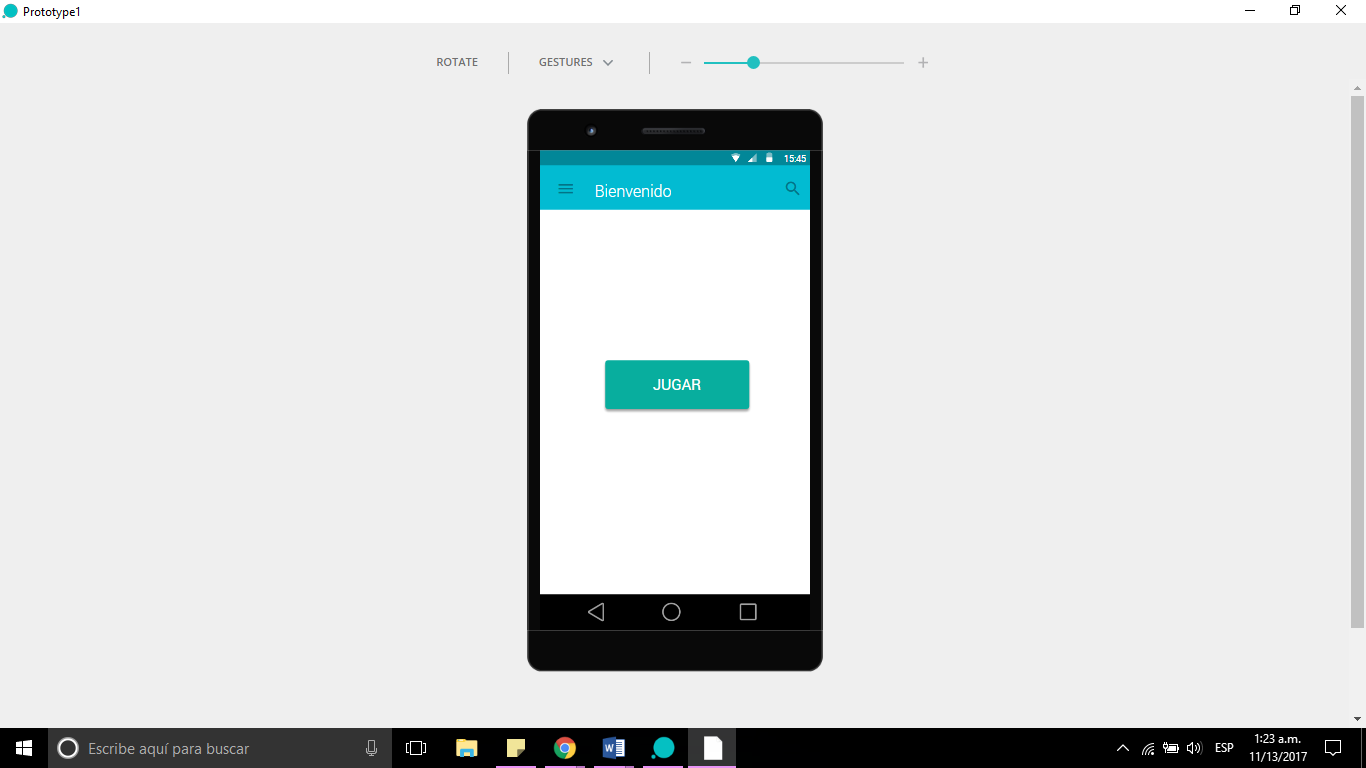 Prototype1
ROTATE
GESTURES
15:45
Bienvenido
JUGAR
Escribe aquí para buscar
ESP
1:23 a.m.
11/13/2017